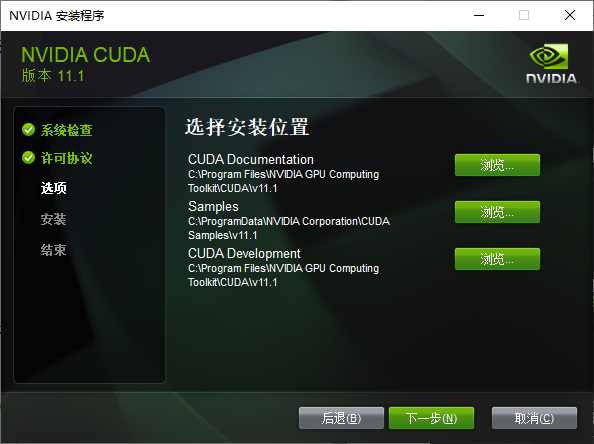 NVIDIA 安装程序
NVIDIA CUDA
版本 11.1
NVIDIA.
系统检查
许可协议
选项
安装
结束
选择安装位置
CUDA Documentation
C:\Program Files\NVIDIA GPU Computing
Toolkit\CUDA\v11.1
浏览...
Samples
C:\ProgramData\NVIDIA Corporation\CUDA
Samples\v11.1
浏览...
CUDA Development
C:\Program Files\NVIDIA GPU Computing
Toolkit\CUDA\v11.1
浏览...
后退(B)
下一步(N)
取消(C)